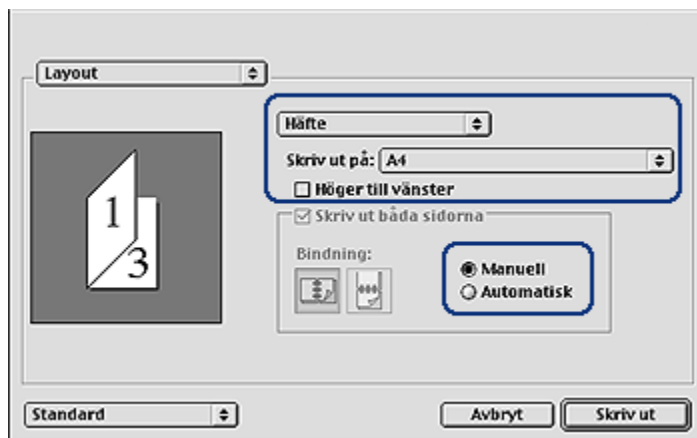 Layout
Häfte
Skriv ut på: A4
Höger till vänster
1
3
Skriv ut båda sidorna
Bindning:
Manuell
Automatisk
Standard
Avbryt
Skriv ut